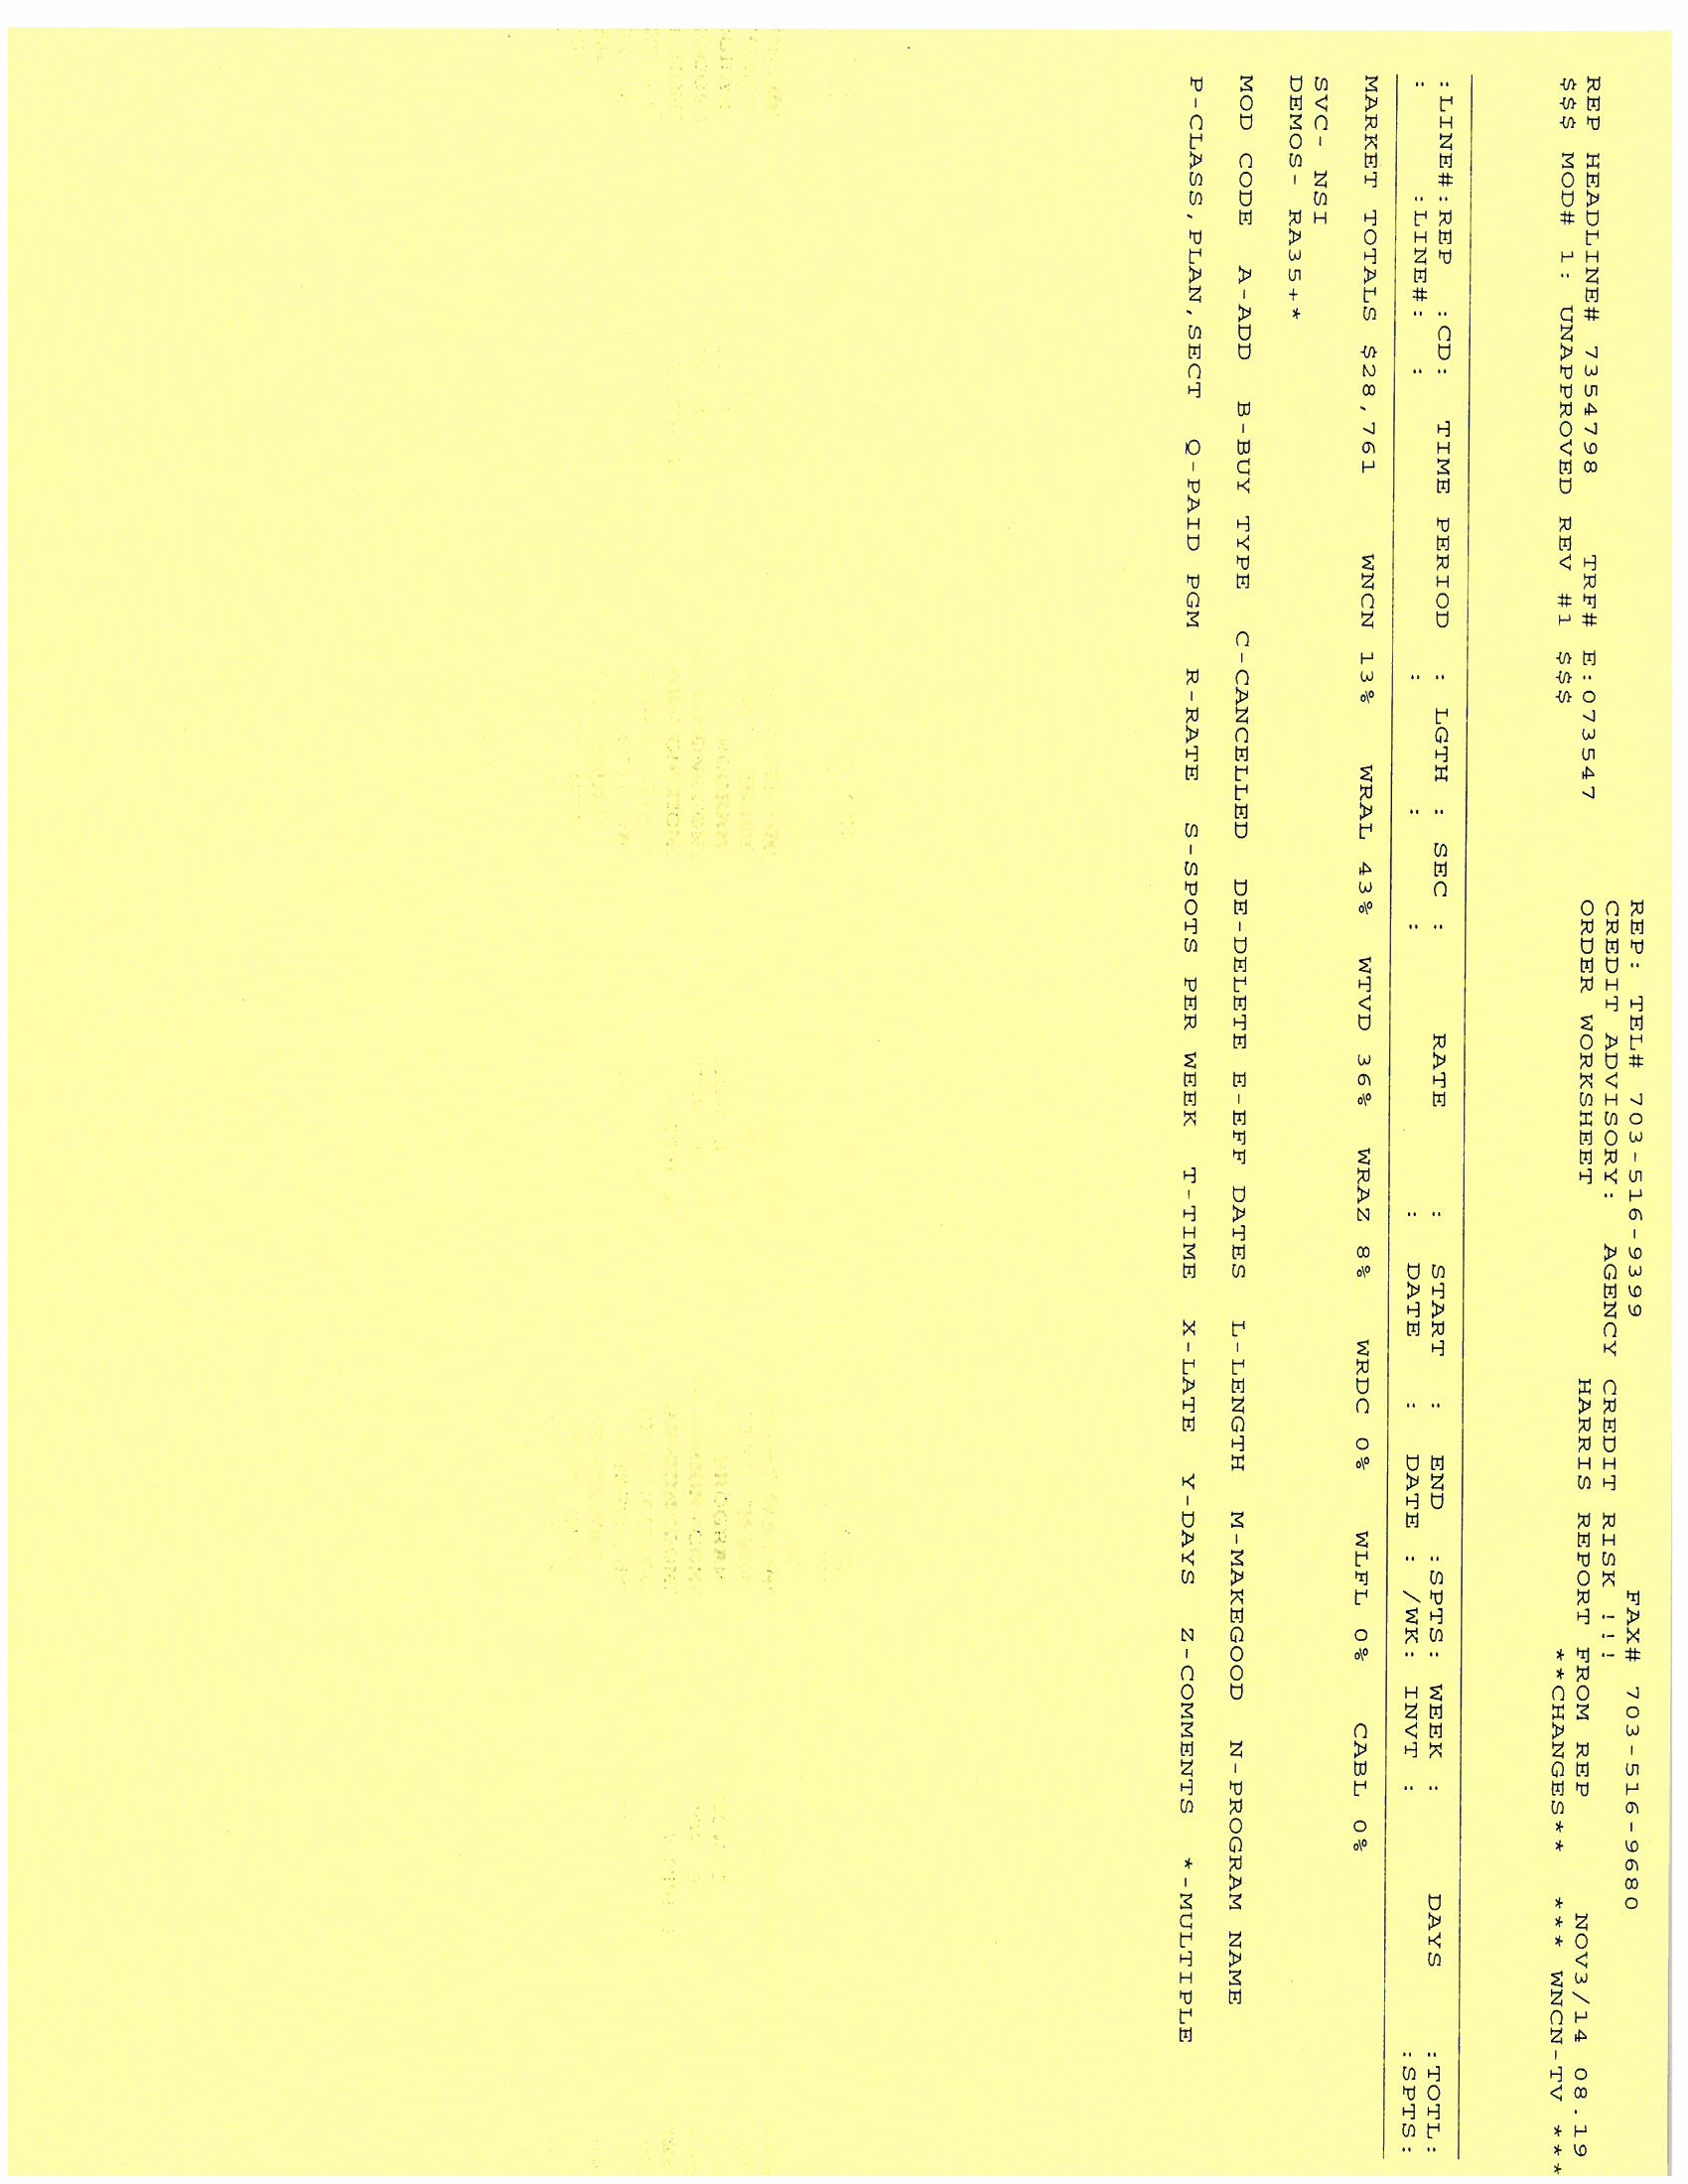 REP: TEL# 703-516-9399 FAX# 703-516-9680
CREDIT ADVISORY: AGENCY CREDIT RISK !!!
REP HEADLINE# 7354798 TRF# E:073547 ORDER WORKSHEET HARRIS REPORT FROM REP NOV3/14 08.19
$$$ MOD# 1: UNAPPROVED REV #1 $$$ **CHANGES** *** WNCN-TV ***
:LINE#:REP :CD: TIME PERIOD : LGTH : SEC : RATE : START : END :SPTS: WEEK : DAYS :TOTL:
: :LINE#: : : : : : DATE : DATE : /WK: INVT : :SPTS:
MARKET TOTALS $28,761 WNCN 13% WRAL 43% WTVD 36% WRAZ 8% WRDC 0% WLFL 0% CABL 0%
SVC- NSI
DEMOS- RA35+*
MOD CODE A-ADD B-BUY TYPE C-CANCELLED DE-DELETE E-EFF DATES L-LENGTH M-MAKEGOOD N-PROGRAM NAME
P-CLASS,PLAN,SECT Q-PAID PGM R-RATE S-SPOTS PER WEEK T-TIME X-LATE Y-DAYS Z-COMMENTS *-MULTIPLE